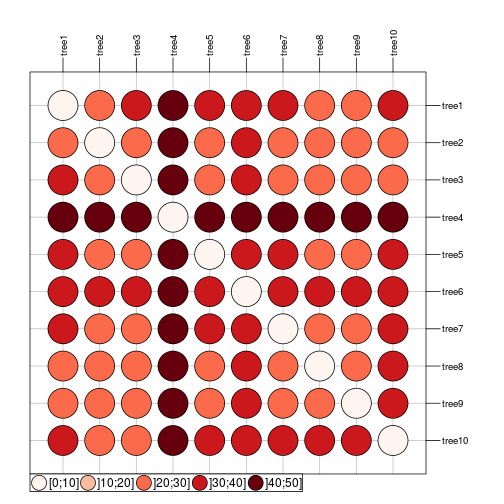 tree1 tree2 tree3 tree4 tree5 tree6 tree7 tree8 tree9 tree10
tree1
tree2
tree3
tree4
tree5
tree6
tree7
tree8
tree9
tree10
[0;10] ]10;20] ]20;30] ]30;40] ]40;50]